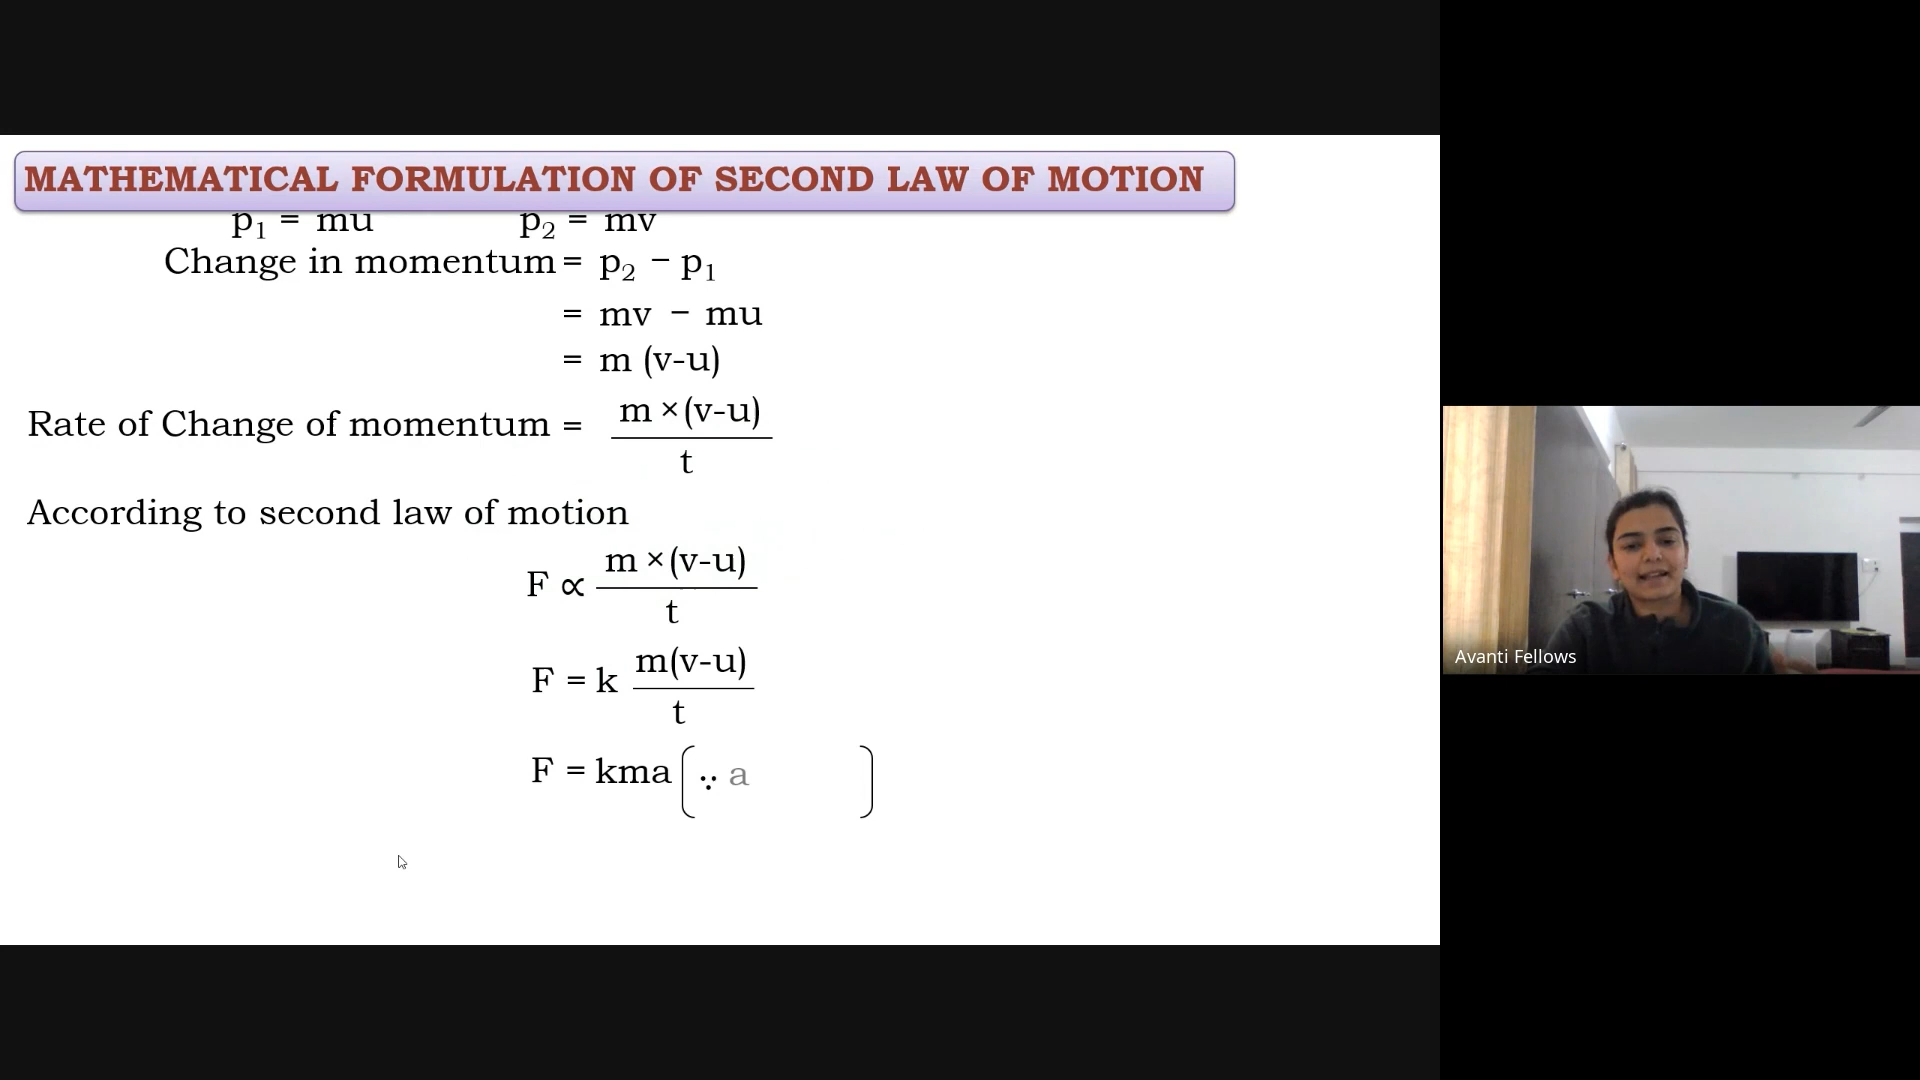 MATHEMATICAL FORMULATION OF SECOND LAW OF MOTION
p₁ = mu p₂ = mv
Change in momentum = p₂ − p₁
= mv − mu
= m (v-u)
Rate of Change of momentum = m × (v-u) / t
According to second law of motion
F ∝ m × (v-u) / t
F = k m(v-u) / t
F = kma ( ∵ a )
Avanti Fellows